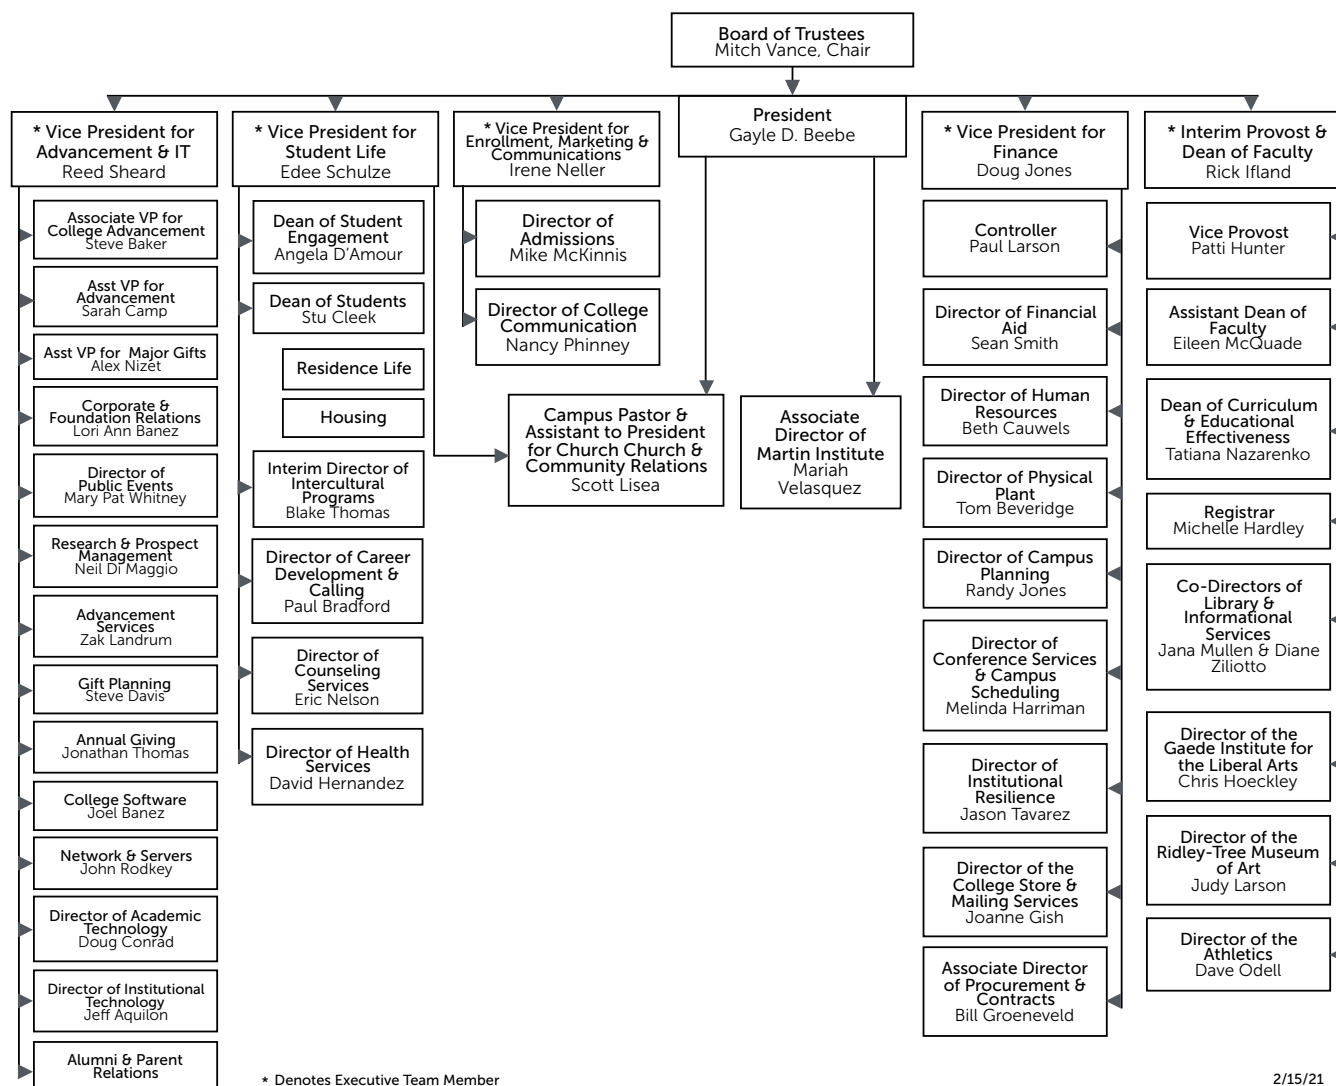 Board of Trustees
Mitch Vance, Chair
President
Gayle D. Beebe
* Vice President for
Advancement & IT
Reed Sheard
Associate VP for
College Advancement
Steve Baker
Asst VP for
Advancement
Sarah Camp
Asst VP for  Major Gifts
Alex Nizet
Corporate &
Foundation Relations
Lori Ann Banez
Director of
Public Events
Mary Pat Whitney
Research & Prospect
Management
Neil Di Maggio
Advancement
Services
Zak Landrum
Gift Planning
Steve Davis
Annual Giving
Jonathan Thomas
College Software
Joel Banez
Network & Servers
John Rodkey
Director of Academic
Technology
Doug Conrad
Director of Institutional
Technology
Jeff Aquilon
Alumni & Parent
Relations
* Vice President for
Student Life
Edee Schulze
Dean of Student
Engagement
Angela D'Amour
Dean of Students
Stu Cleek
Residence Life
Housing
Interim Director of
Intercultural
Programs
Blake Thomas
Director of Career
Development &
Calling
Paul Bradford
Director of
Counseling
Services
Eric Nelson
Director of Health
Services
David Hernandez
* Vice President for
Enrollment, Marketing &
Communications
Irene Neller
Director of
Admissions
Mike McKinnis
Director of College
Communication
Nancy Phinney
Campus Pastor &
Assistant to President
for Church Church &
Community Relations
Scott Lisea
Associate
Director of
Martin Institute
Mariah
Velasquez
* Vice President for
Finance
Doug Jones
Controller
Paul Larson
Director of Financial
Aid
Sean Smith
Director of Human
Resources
Beth Cauwels
Director of Physical
Plant
Tom Beveridge
Director of Campus
Planning
Randy Jones
Director of
Conference Services
& Campus
Scheduling
Melinda Harriman
Director of
Institutional
Resilience
Jason Tavarez
Director of the
College Store &
Mailing Services
Joanne Gish
Associate Director
of Procurement &
Contracts
Bill Groeneveld
* Interim Provost &
Dean of Faculty
Rick Ifland
Vice Provost
Patti Hunter
Assistant Dean of
Faculty
Eileen McQuade
Dean of Curriculum
& Educational
Effectiveness
Tatiana Nazarenko
Registrar
Michelle Hardley
Co-Directors of
Library &
Informational
Services
Jana Mullen & Diane
Ziliotto
Director of the
Gaede Institute for
the Liberal Arts
Chris Hoeckley
Director of the
Ridley-Tree Museum
of Art
Judy Larson
Director of the
Athletics
Dave Odell
* Denotes Executive Team Member
2/15/21